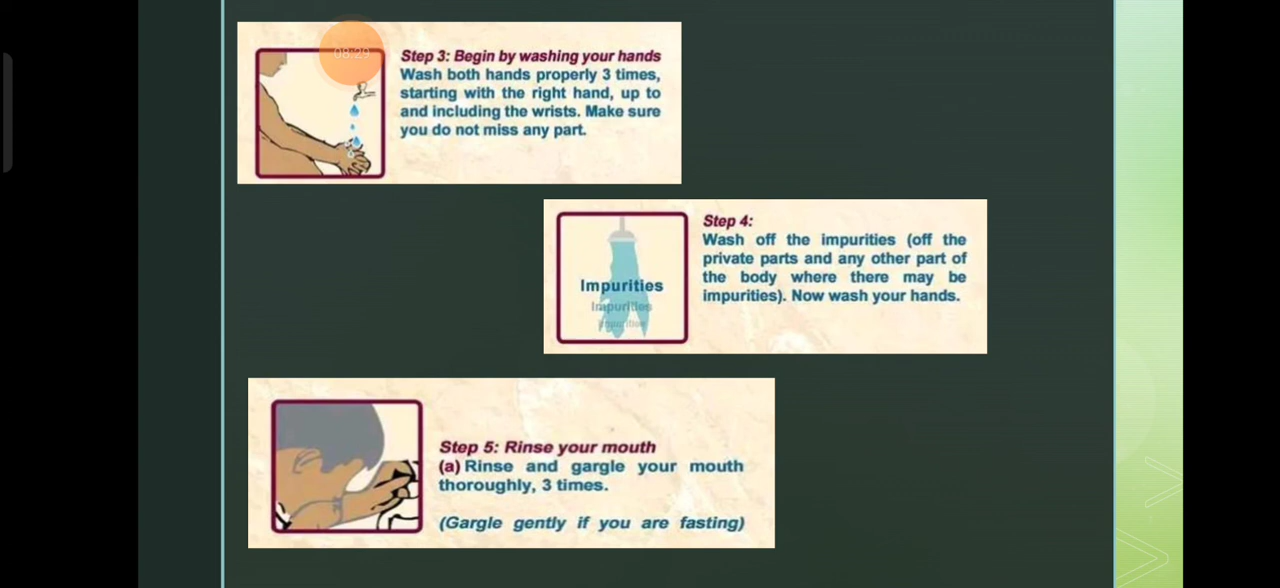 08:29
Step 3: Begin by washing your hands
Wash both hands properly 3 times,
starting with the right hand, up to
and including the wrists. Make sure
you do not miss any part.
Step 4:
Wash off the impurities (off the
private parts and any other part of
the body where there may be
impurities). Now wash your hands.
Impurities
Impurities
Impurities
Step 5: Rinse your mouth
(a) Rinse and gargle your mouth
thoroughly, 3 times.
(Gargle gently if you are fasting)